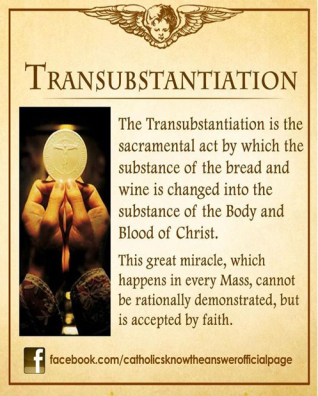 TRANSUBSTANTIATION
The Transubstantiation is the
sacramental act by which the
substance of the bread and
wine is changed into the
substance of the Body and
Blood of Christ.
This great miracle, which
happens in every Mass, cannot
be rationally demonstrated, but
is accepted by faith.
f facebook.com/catholicsknowtheanswerofficialpage